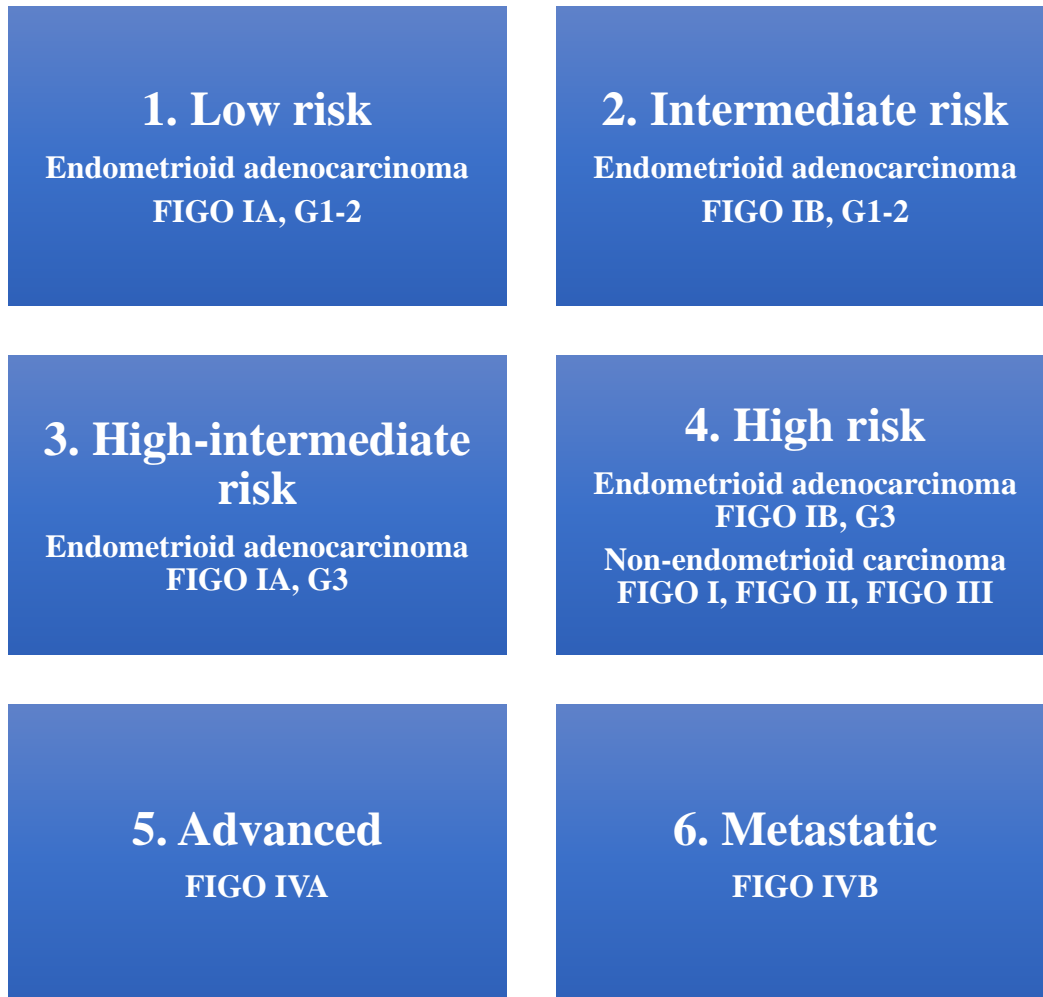 1. Low risk
Endometrioid adenocarcinoma
FIGO IA, G1-2
2. Intermediate risk
Endometrioid adenocarcinoma
FIGO IB, G1-2
3. High-intermediate
risk
Endometrioid adenocarcinoma
FIGO IA, G3
4. High risk
Endometrioid adenocarcinoma
FIGO IB, G3
Non-endometrioid carcinoma
FIGO I, FIGO II, FIGO III
5. Advanced
FIGO IVA
6. Metastatic
FIGO IVB